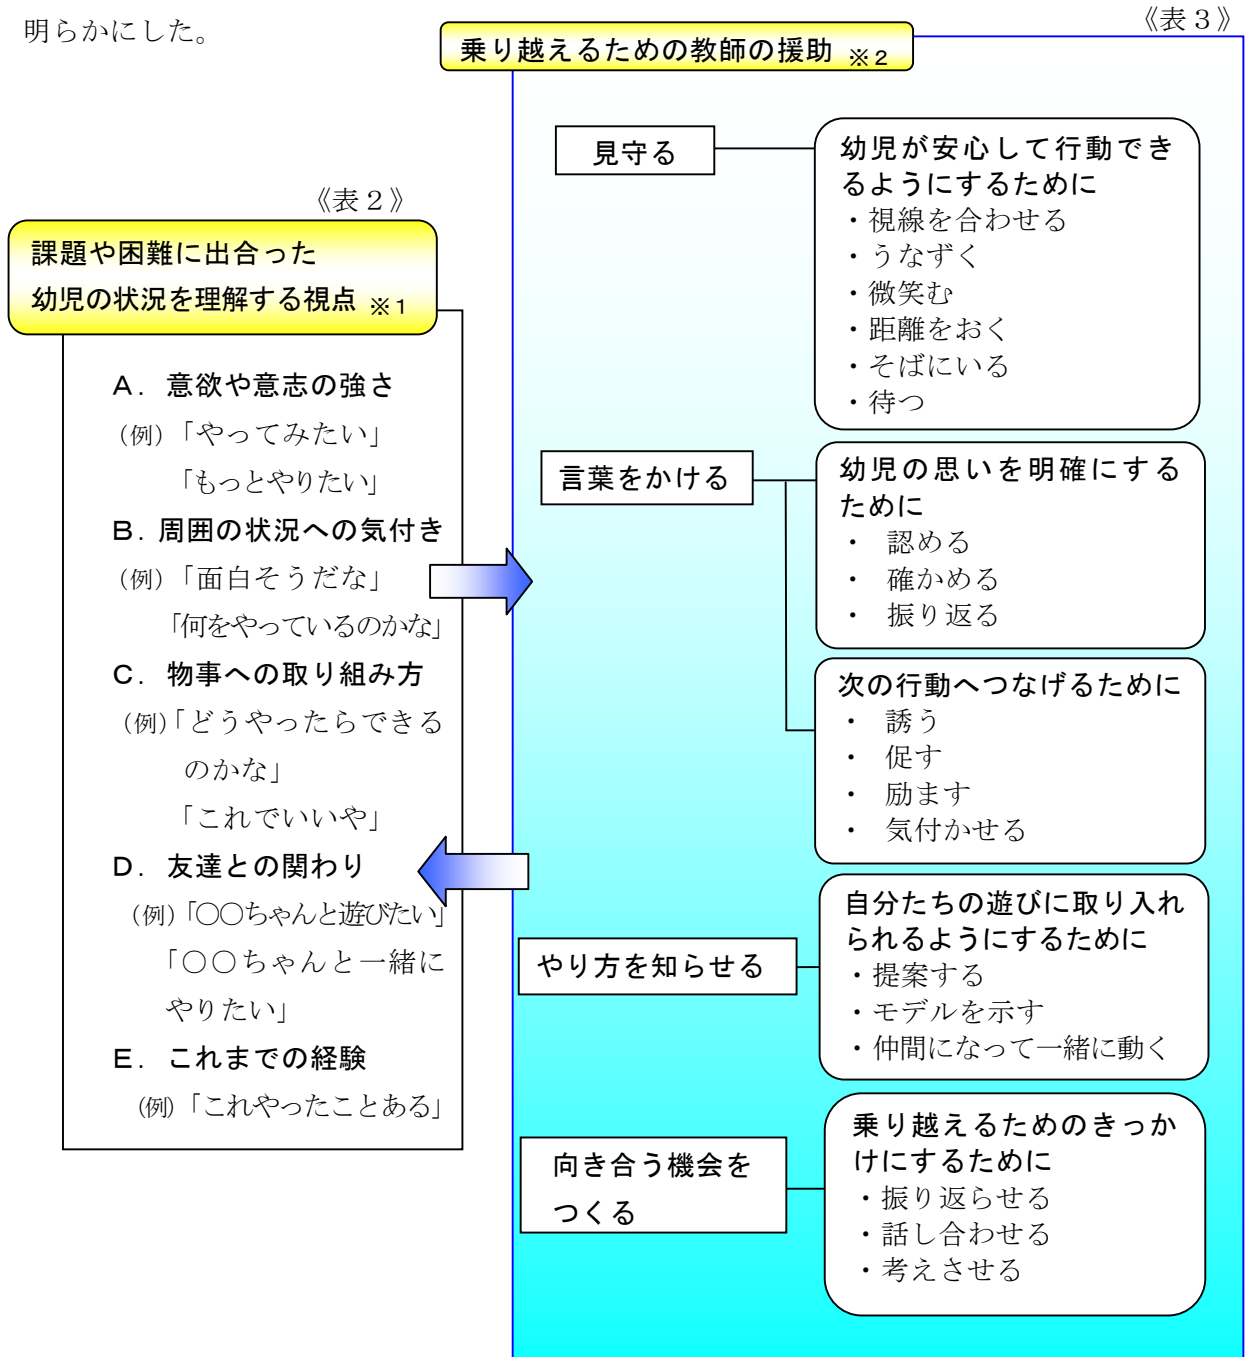 明らかにした。
《表２》
課題や困難に出合った
幼児の状況を理解する視点 ※１
Ａ．意欲や意志の強さ
（例）「やってみたい」
「もっとやりたい」
Ｂ．周囲の状況への気付き
（例）「面白そうだな」
「何をやっているのかな」
Ｃ．物事への取り組み方
（例）「どうやったらできる
のかな」
「これでいいや」
Ｄ．友達との関わり
（例）「○○ちゃんと遊びたい」
「○○ちゃんと一緒に
やりたい」
Ｅ．これまでの経験
（例）「これやったことある」
《表３》
乗り越えるための教師の援助 ※２
見守る
幼児が安心して行動でき
るようにするために
・視線を合わせる
・うなずく
・微笑む
・距離をおく
・そばにいる
・待つ
言葉をかける
幼児の思いを明確にする
ために
・ 認める
・ 確かめる
・ 振り返る
次の行動へつなげるために
・ 誘う
・ 促す
・ 励ます
・ 気付かせる
やり方を知らせる
自分たちの遊びに取り入れ
られるようにするために
・提案する
・モデルを示す
・仲間になって一緒に動く
向き合う機会を
つくる
乗り越えるためのきっか
けにするために
・振り返らせる
・話し合わせる
・考えさせる